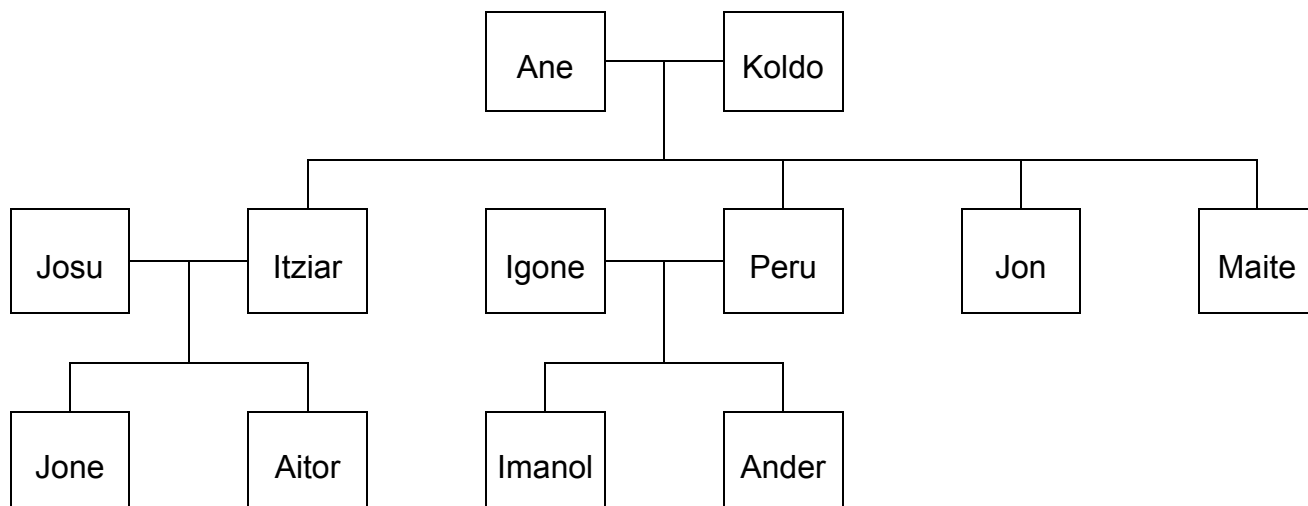 Ane Koldo
Josu Itziar Igone Peru Jon Maite
Jone Aitor Imanol Ander